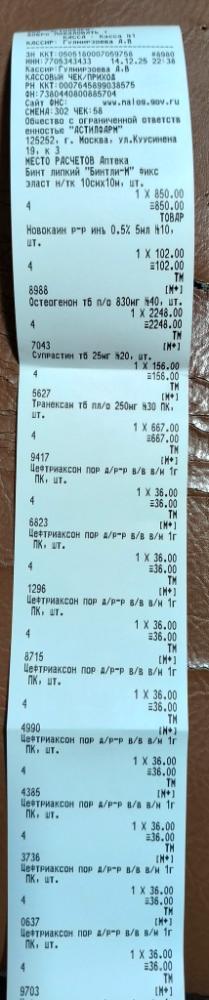 КАССА : Касса №1
КАССИР: Гулмирзоева А.В
ЗН ККТ:0505180007059758 #6980
ИНН:7705343433 14.12.25 22:38
Кассир: Гулмирзоева А.В
КАССОВЫЙ ЧЕК/ПРИХОД
РН ККТ:0007645899038575
ФН:7380440800885704
Сайт ФНС: www.nalog.gov.ru
СМЕНА:302 ЧЕК:58
Общество с ограниченной ответств
енностью "АСТИЛФАРМ"
125252, г. Москва, ул.Куусинена
19, к 3
МЕСТО РАСЧЕТОВ Аптека
Бинт липкий "Бинтли-М" Фикс
эласт н/тк 10смх10м, шт.
1 X 850.00
4 ≡850.00
ТОВАР
Новокаин р-р инъ 0.5% 5мл №10,
шт.
1 X 102.00
4 ≡102.00
ТМ
8988 [М+]
Остеогенон тб п/о 830мг №40, шт.
1 X 2248.00
4 ≡2248.00
ТМ
7043 [М+]
Супрастин тб 25мг №20, шт.
1 X 156.00
4 ≡156.00
ТМ
5627 [М+]
Транексам тб пл/о 250мг №30 ПК,
шт.
1 X 667.00
4 ≡667.00
ТМ
9417 [М+]
Цефтриаксон пор д/р-р в/в в/м 1г
ПК, шт.
1 X 36.00
4 ≡36.00
ТМ
6823 [М+]
Цефтриаксон пор д/р-р в/в в/м 1г
ПК, шт.
1 X 36.00
4 ≡36.00
ТМ
1296 [М+]
Цефтриаксон пор д/р-р в/в в/м 1г
ПК, шт.
1 X 36.00
4 ≡36.00
ТМ
8715 [М+]
Цефтриаксон пор д/р-р в/в в/м 1г
ПК, шт.
1 X 36.00
4 ≡36.00
ТМ
4990 [М+]
Цефтриаксон пор д/р-р в/в в/м 1г
ПК, шт.
1 X 36.00
4 ≡36.00
ТМ
4385 [М+]
Цефтриаксон пор д/р-р в/в в/м 1г
ПК, шт.
1 X 36.00
4 ≡36.00
ТМ
3736 [М+]
Цефтриаксон пор д/р-р в/в в/м 1г
ПК, шт.
1 X 36.00
4 ≡36.00
ТМ
0637 [М+]
Цефтриаксон пор д/р-р в/в в/м 1г
ПК, шт.
1 X 36.00
4 ≡36.00
ТМ
9703 [М+]